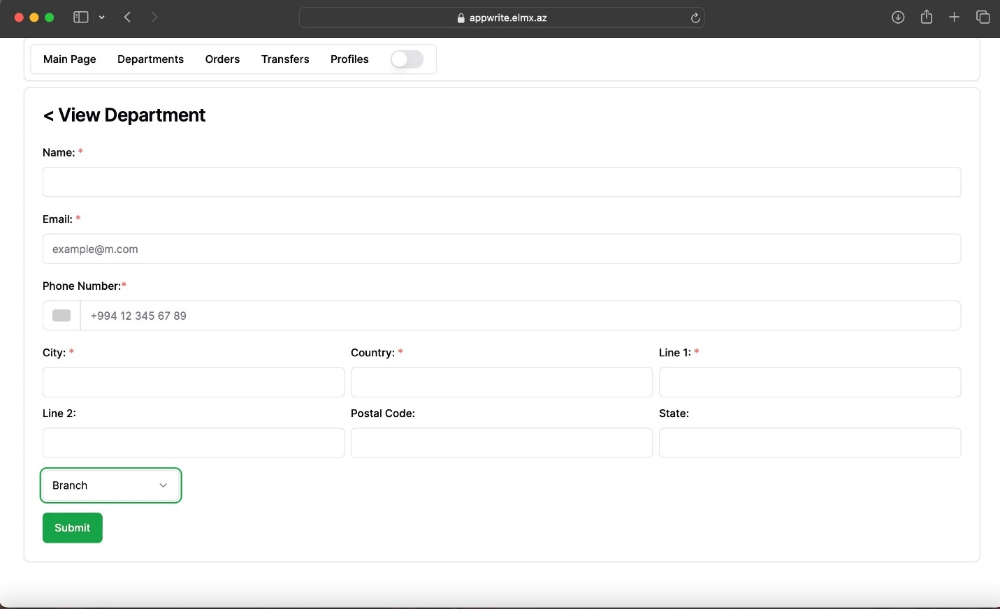 appwrite.elmx.az
Main Page Departments Orders Transfers Profiles
< View Department
Name: *
Email: *
example@m.com
Phone Number:*
+994 12 345 67 89
City: * Country: * Line 1: *
Line 2: Postal Code: State:
Branch
Submit